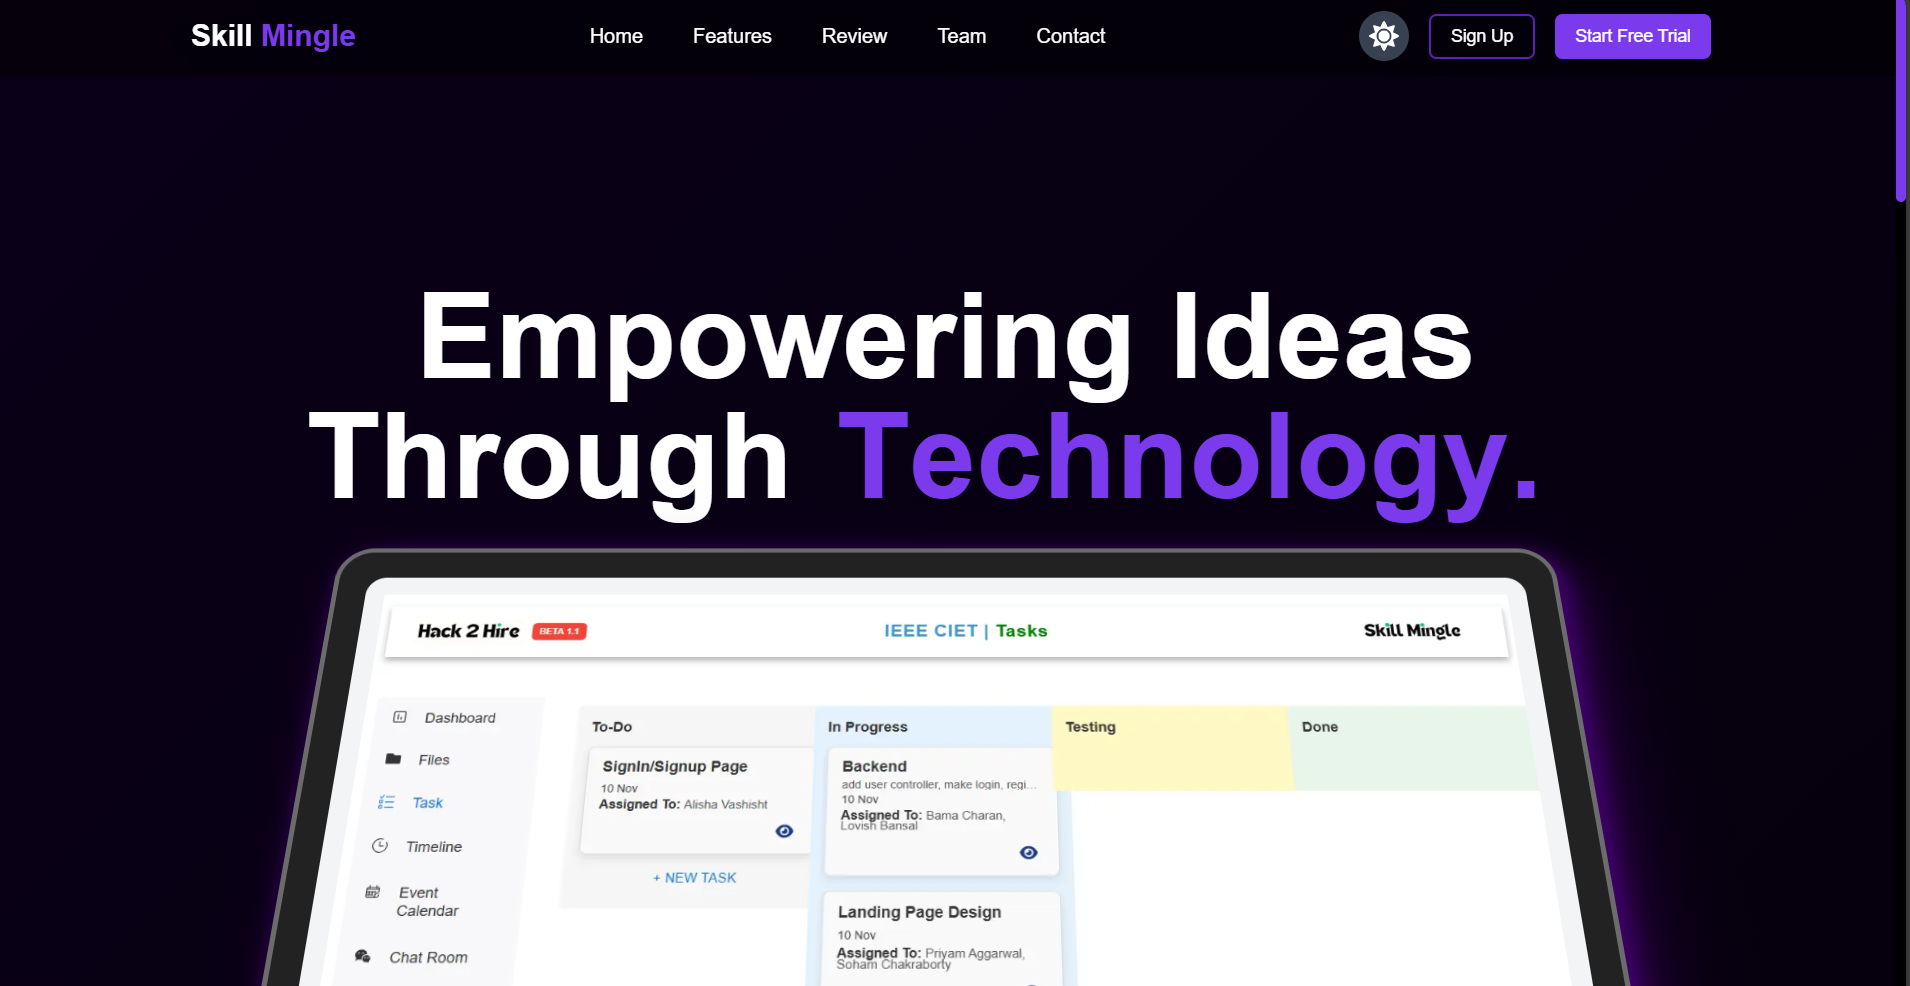 Skill Mingle
Home
Features
Review
Team
Contact
Sign Up
Start Free Trial
Empowering Ideas
Through Technology.
Hack 2 Hire
BETA 1.1
IEEE CIET | Tasks
Skill Mingle
Dashboard
Files
Task
Timeline
Event
Calendar
Chat Room
To-Do
SignIn/Signup Page
10 Nov
Assigned To: Alisha Vashisht
+ NEW TASK
In Progress
Backend
add user controller, make login, regi...
10 Nov
Assigned To: Bama Charan,
Lovish Bansal
Landing Page Design
10 Nov
Assigned To: Priyam Aggarwal,
Soham Chakraborty
Testing
Done